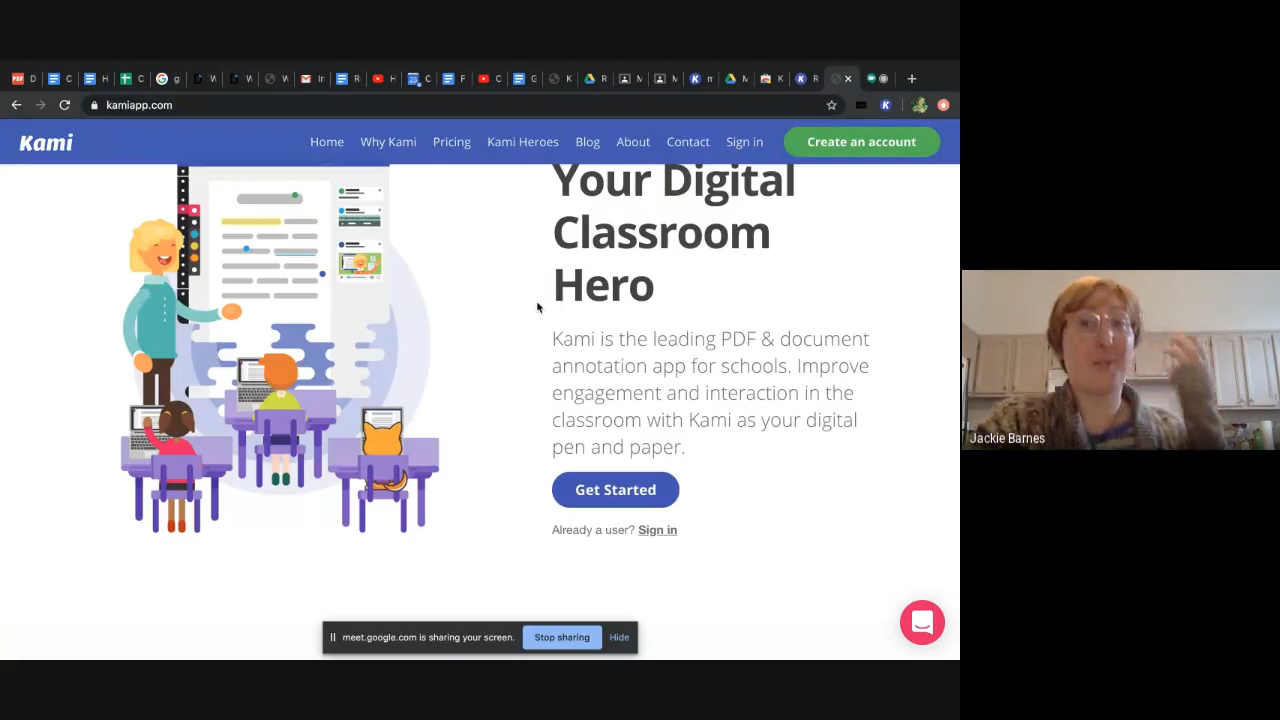 D C H C g W W W Ir R H C F C G K R M M m M K R
kamiapp.com
Kami Home Why Kami Pricing Kami Heroes Blog About Contact Sign in Create an account
Your Digital
Classroom
Hero
Kami is the leading PDF & document
annotation app for schools. Improve
engagement and interaction in the
classroom with Kami as your digital
pen and paper.
Get Started
Already a user? Sign in
Jackie Barnes
meet.google.com is sharing your screen. Stop sharing Hide